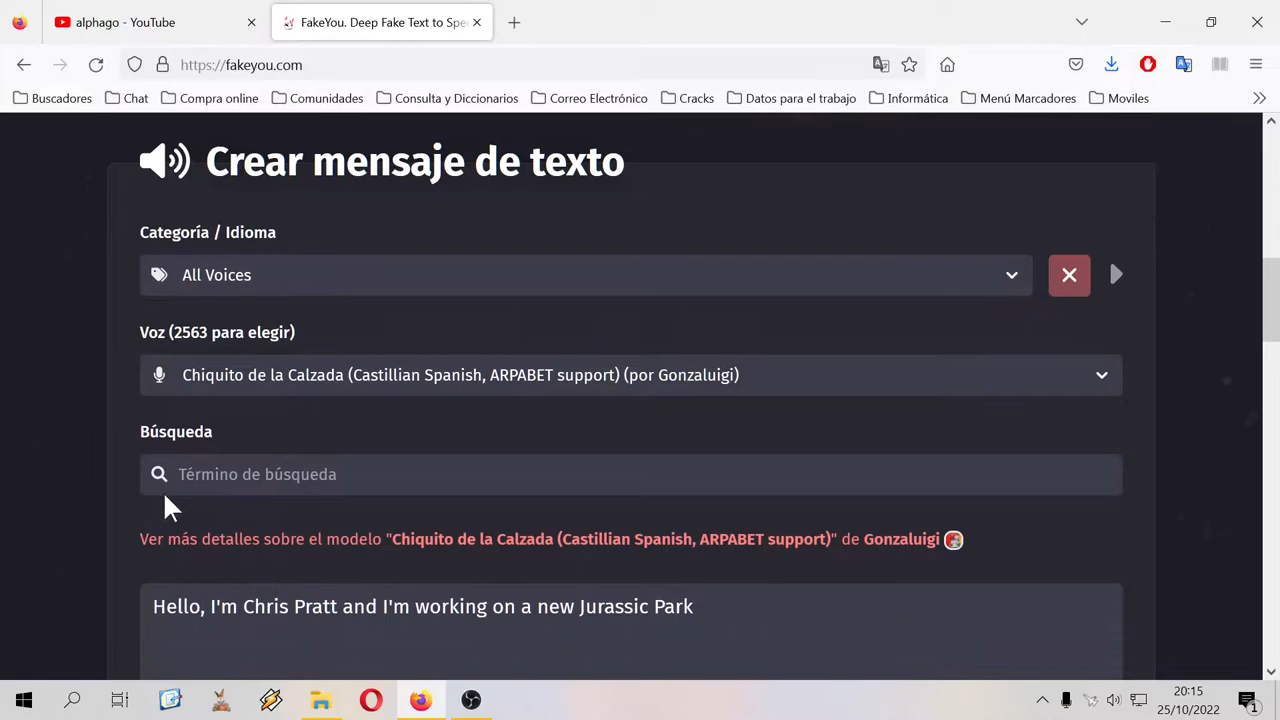 alphago - YouTube
FakeYou. Deep Fake Text to Spe
https://fakeyou.com
Buscadores
Chat
Compra online
Comunidades
Consulta y Diccionarios
Correo Electrónico
Cracks
Datos para el trabajo
Informática
Menú Marcadores
Moviles
Crear mensaje de texto
Categoría / Idioma
All Voices
Voz (2563 para elegir)
Chiquito de la Calzada (Castillian Spanish, ARPABET support) (por Gonzaluigi)
Búsqueda
Término de búsqueda
Ver más detalles sobre el modelo "Chiquito de la Calzada (Castillian Spanish, ARPABET support)" de Gonzaluigi
Hello, I'm Chris Pratt and I'm working on a new Jurassic Park
20:15
25/10/2022
1